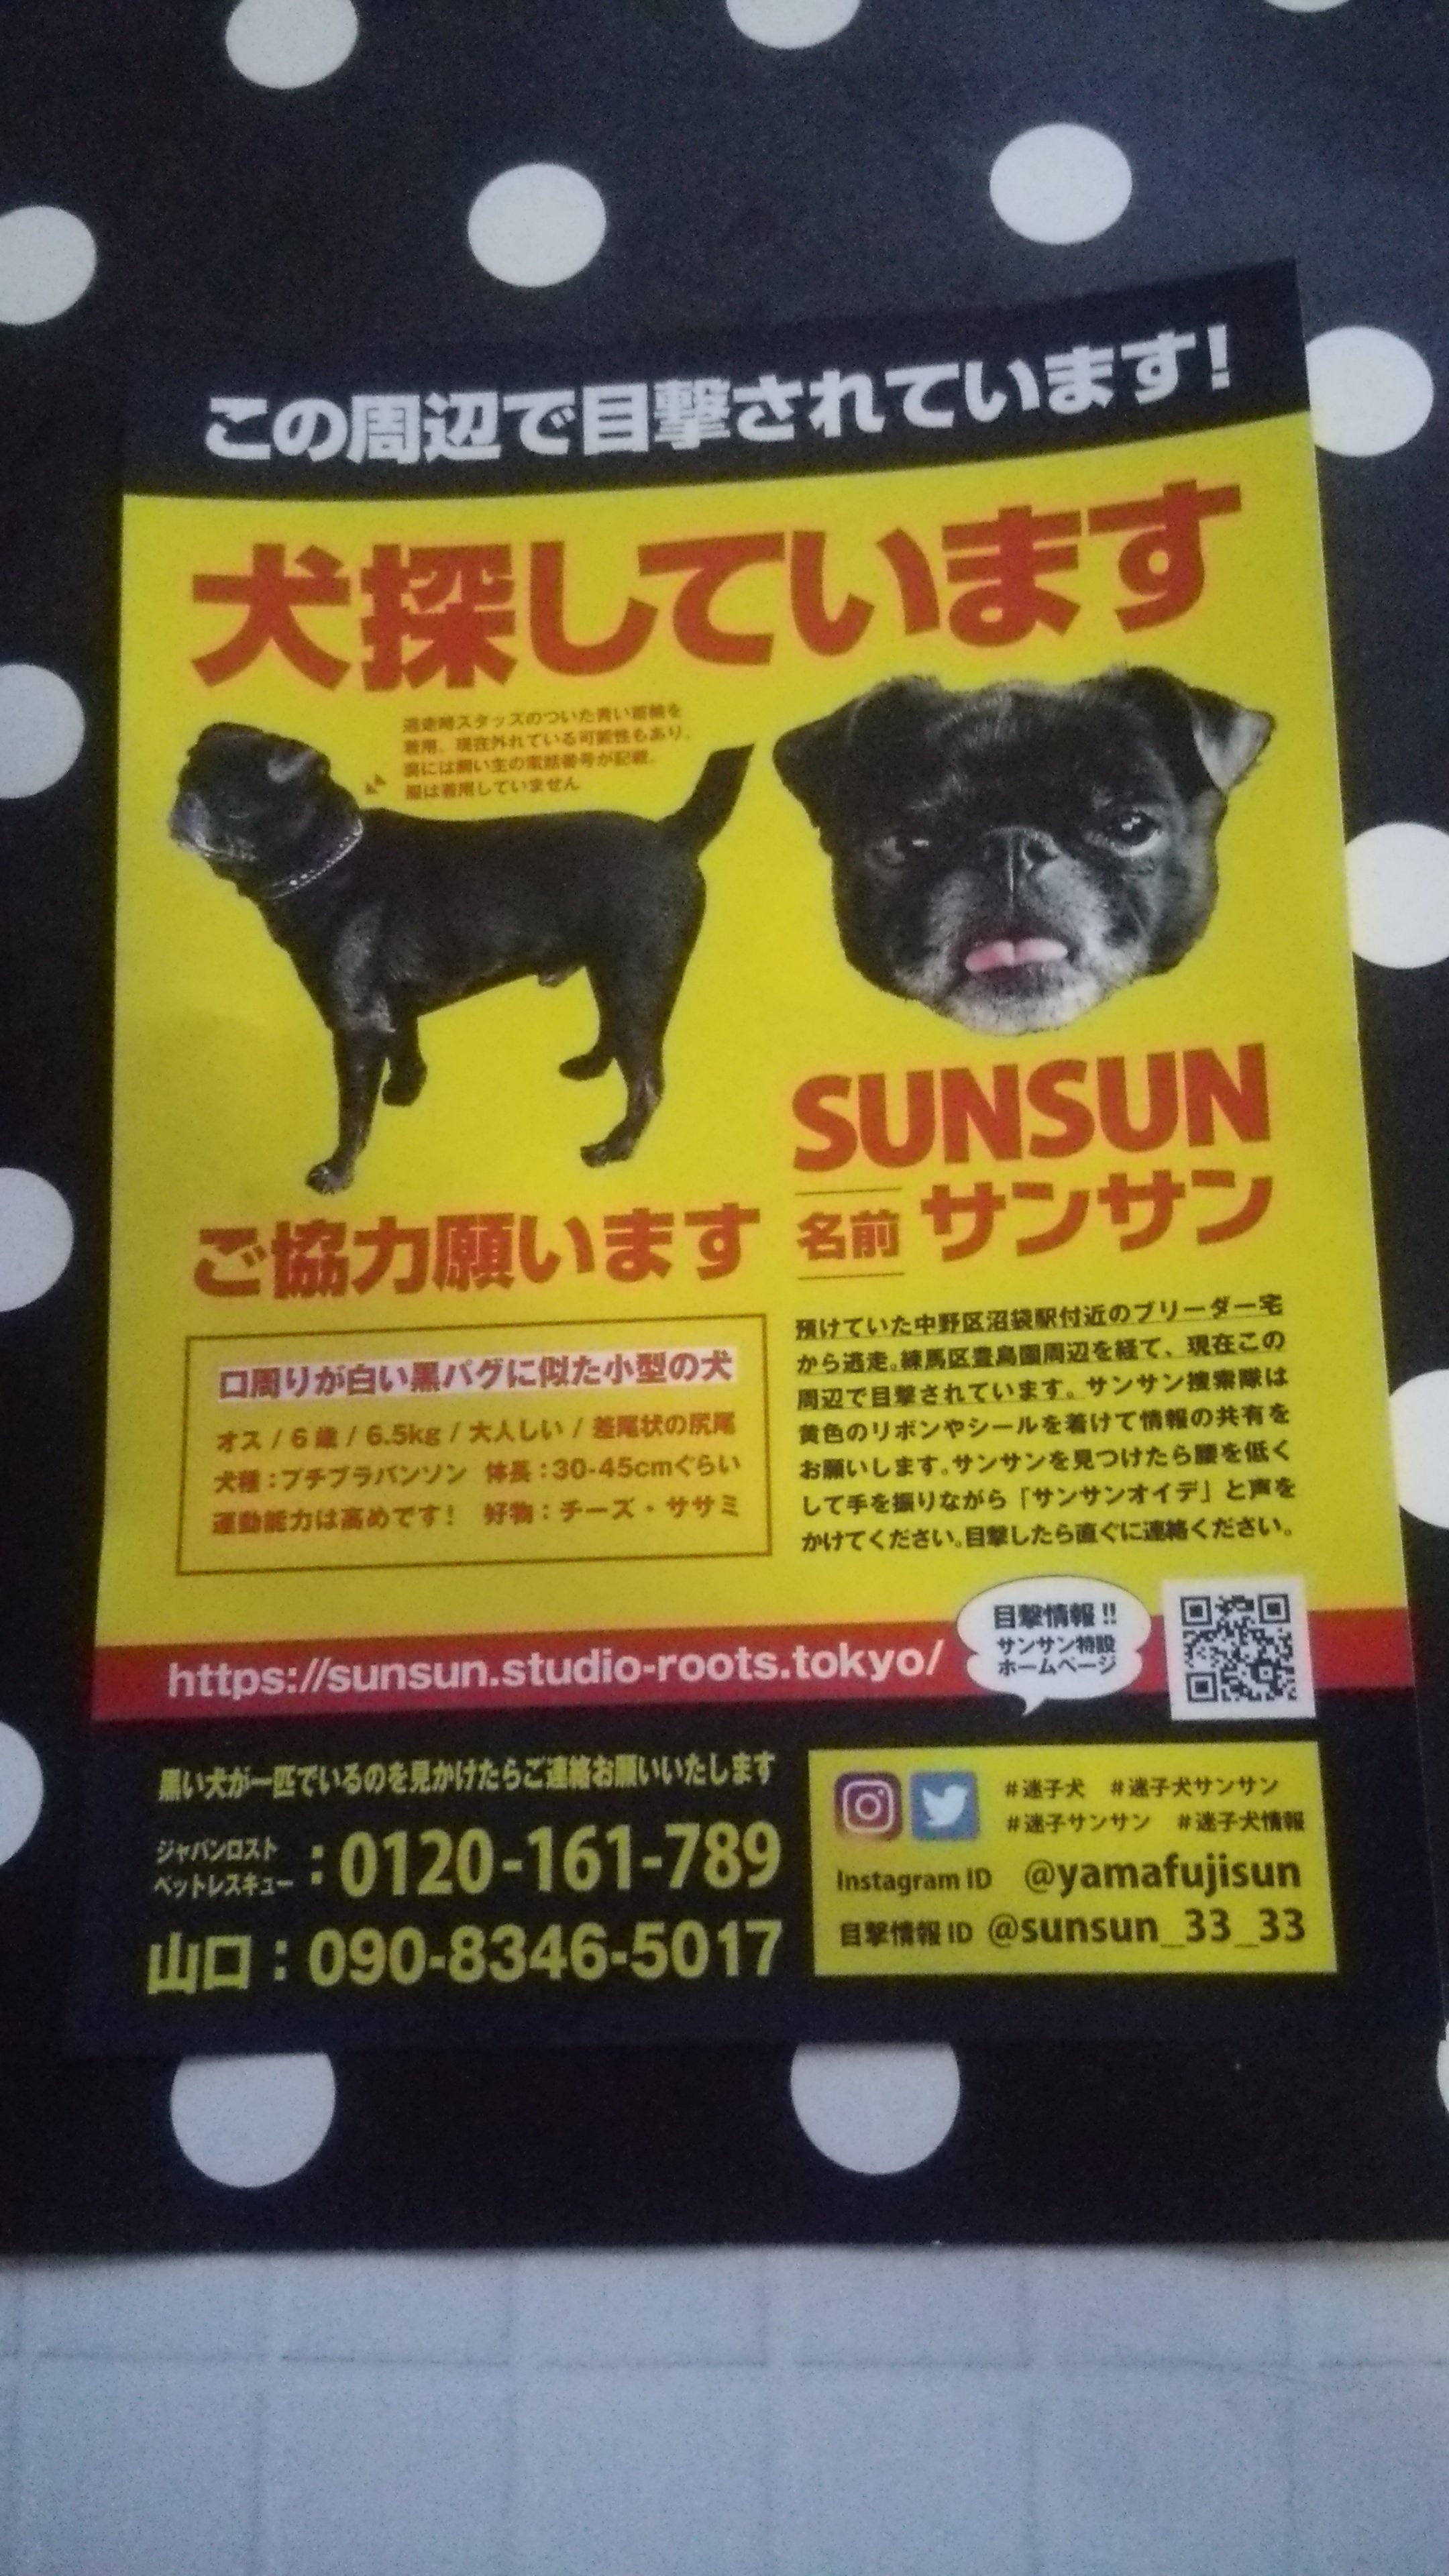 この周辺で目撃されています!
犬探しています
逃走時スタッズのついた青い首輪を
着用。現在外れている可能性もあり。
裏には飼い主の電話番号が記載。
服は着用していません
SUNSUN
名前 サンサン
ご協力願います
口周りが白い黒パグに似た小型の犬
オス / 6歳 / 6.5kg / 大人しい / 差尾状の尻尾
犬種:プチブラバンソン 体長:30-45cmぐらい
運動能力は高めです! 好物:チーズ・ササミ
預けていた中野区沼袋駅付近のブリーダー宅
から逃走。練馬区豊島園周辺を経て、現在この
周辺で目撃されています。サンサン捜索隊は
黄色のリボンやシールを着けて情報の共有を
お願いします。サンサンを見つけたら腰を低く
して手を振りながら「サンサンオイデ」と声を
かけてください。目撃したら直ぐに連絡ください。
https://sunsun.studio-roots.tokyo/
目撃情報!!
サンサン特設
ホームページ
黒い犬が一匹でいるのを見かけたらご連絡お願いいたします
ジャパンロスト
ペットレスキュー : 0120-161-789
山口 : 090-8346-5017
#迷子犬 #迷子犬サンサン
#迷子サンサン #迷子犬情報
Instagram ID @yamafujisun
目撃情報 ID @sunsun_33_33